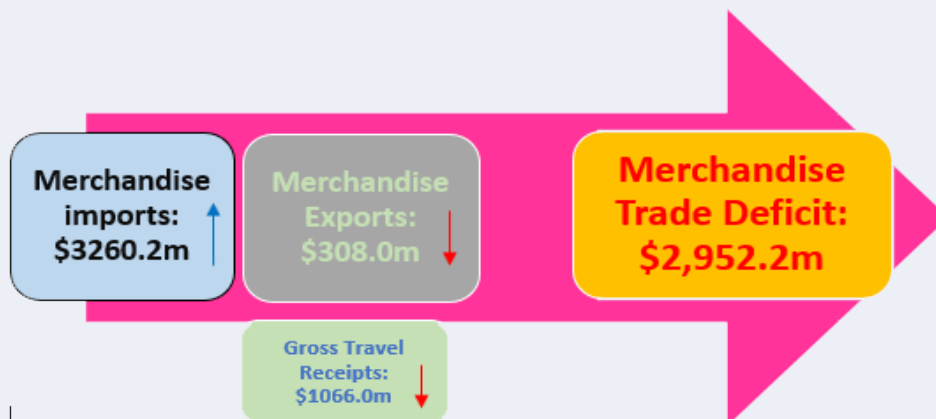 Merchandise
imports:
$3260.2m
Merchandise
Exports:
$308.0m
Merchandise
Trade Deficit:
$2,952.2m
Gross Travel
Receipts:
$1066.0m